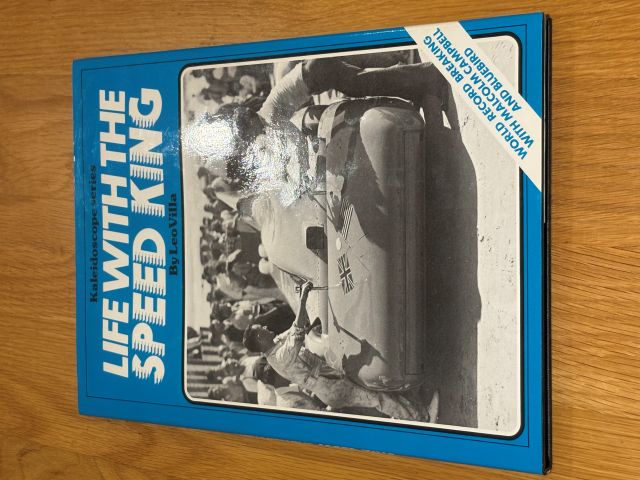 Kaleidoscope series
LIFE WITH THE
SPEED KING
By Leo Villa
WORLD RECORD BREAKING
WITH MALCOLM CAMPBELL
AND BLUEBIRD